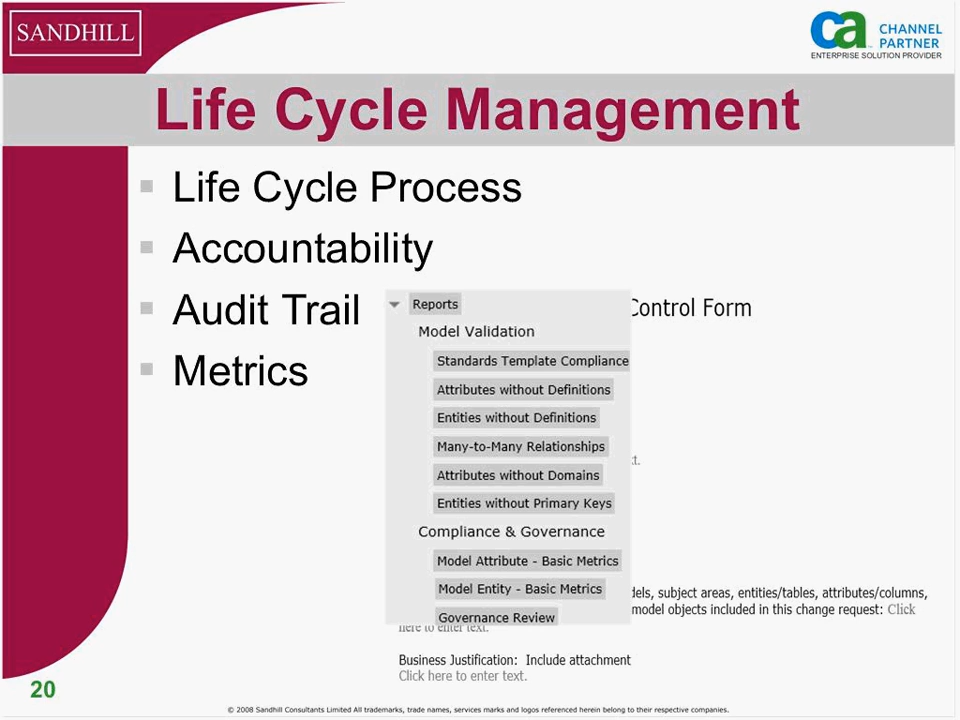 SANDHILL
ca CHANNEL
PARTNER
ENTERPRISE SOLUTION PROVIDER
Life Cycle Management
Life Cycle Process
Accountability
Audit Trail
Metrics
Control Form
Reports
Model Validation
Standards Template Compliance
Attributes without Definitions
Entities without Definitions
Many-to-Many Relationships
Attributes without Domains
Entities without Primary Keys
Compliance & Governance
Model Attribute - Basic Metrics
Model Entity - Basic Metrics
Governance Review
subject areas, entities/tables, attributes/columns,
model objects included in this change request: Click
here to enter text.
Business Justification: Include attachment
Click here to enter text.
20
© 2008 Sandhill Consultants Limited All trademarks, trade names, services marks and logos referenced herein belong to their respective companies.